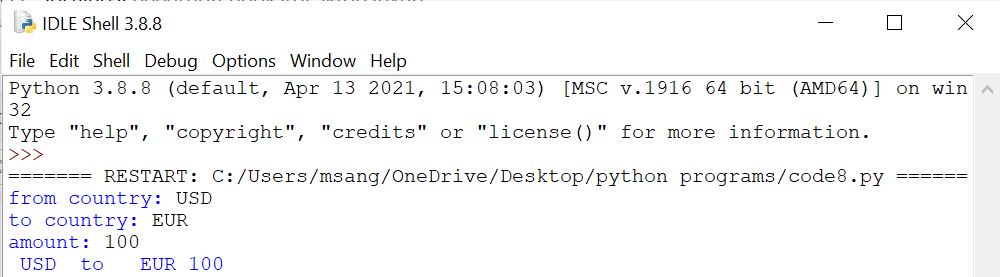 IDLE Shell 3.8.8
File Edit Shell Debug Options Window Help
Python 3.8.8 (default, Apr 13 2021, 15:08:03) [MSC v.1916 64 bit (AMD64)] on win
32
Type "help", "copyright", "credits" or "license()" for more information.
>>>
======= RESTART: C:/Users/msang/OneDrive/Desktop/python programs/code8.py ======
from country: USD
to country: EUR
amount: 100
 USD  to   EUR 100